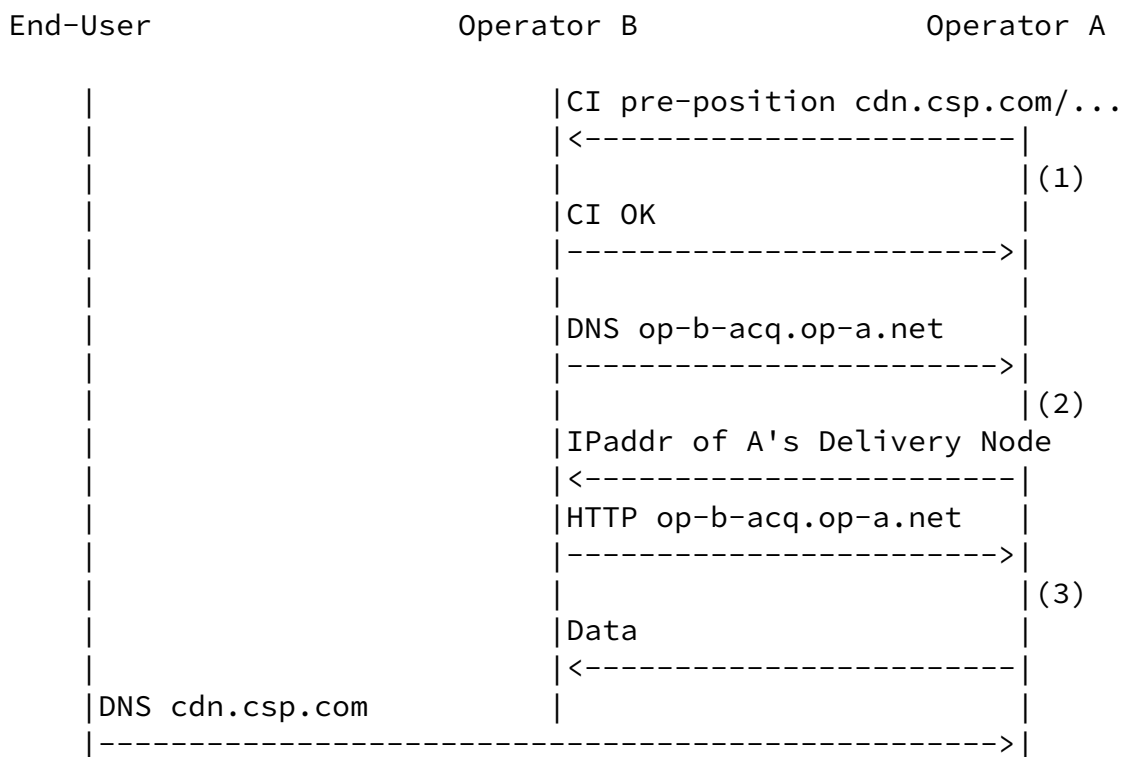 End-User Operator B Operator A
CI pre-position cdn.csp.com/...
(1)
CI OK
DNS op-b-acq.op-a.net
(2)
IPaddr of A's Delivery Node
HTTP op-b-acq.op-a.net
(3)
Data
DNS cdn.csp.com